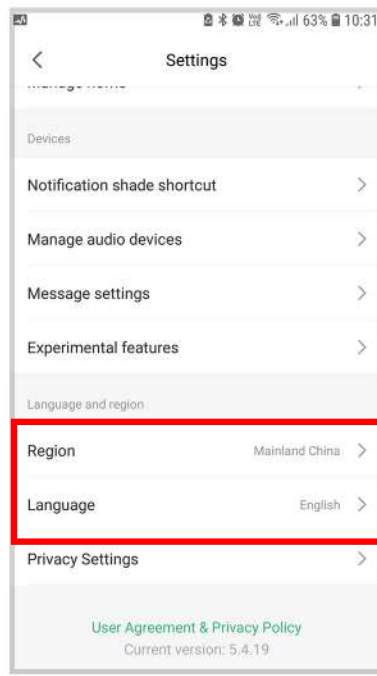 63% 10:31
Settings
Devices
Notification shade shortcut
Manage audio devices
Message settings
Experimental features
Language and region
Region Mainland China
Language English
Privacy Settings
User Agreement & Privacy Policy
Current version: 5.4.19